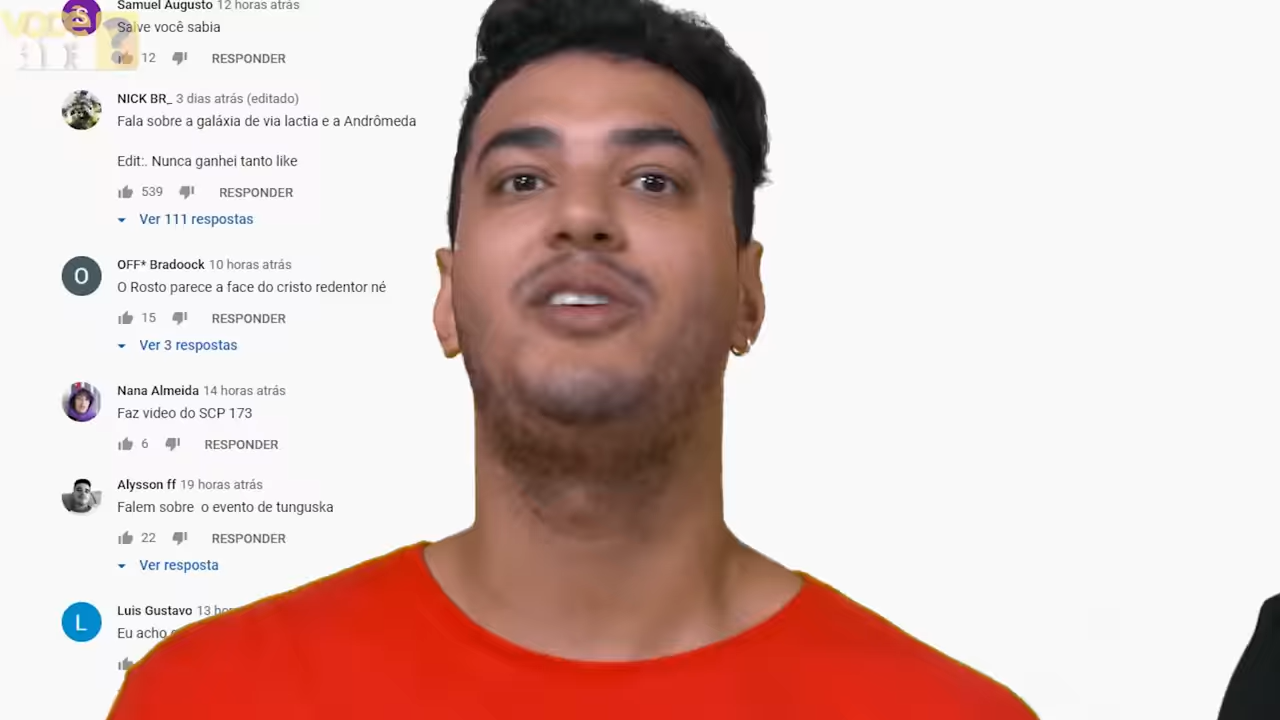 Samuel Augusto 12 horas atrás
Salve você sabia
12 RESPONDER
NICK BR_ 3 dias atrás (editado)
Fala sobre a galáxia de via lactia e a Andrômeda
Edit:. Nunca ganhei tanto like
539 RESPONDER
Ver 111 respostas
O
OFF* Bradoock 10 horas atrás
O Rosto parece a face do cristo redentor né
15 RESPONDER
Ver 3 respostas
Nana Almeida 14 horas atrás
Faz video do SCP 173
6 RESPONDER
Alysson ff 19 horas atrás
Falem sobre o evento de tunguska
22 RESPONDER
Ver resposta
L
Luis Gustavo 13
Eu acho